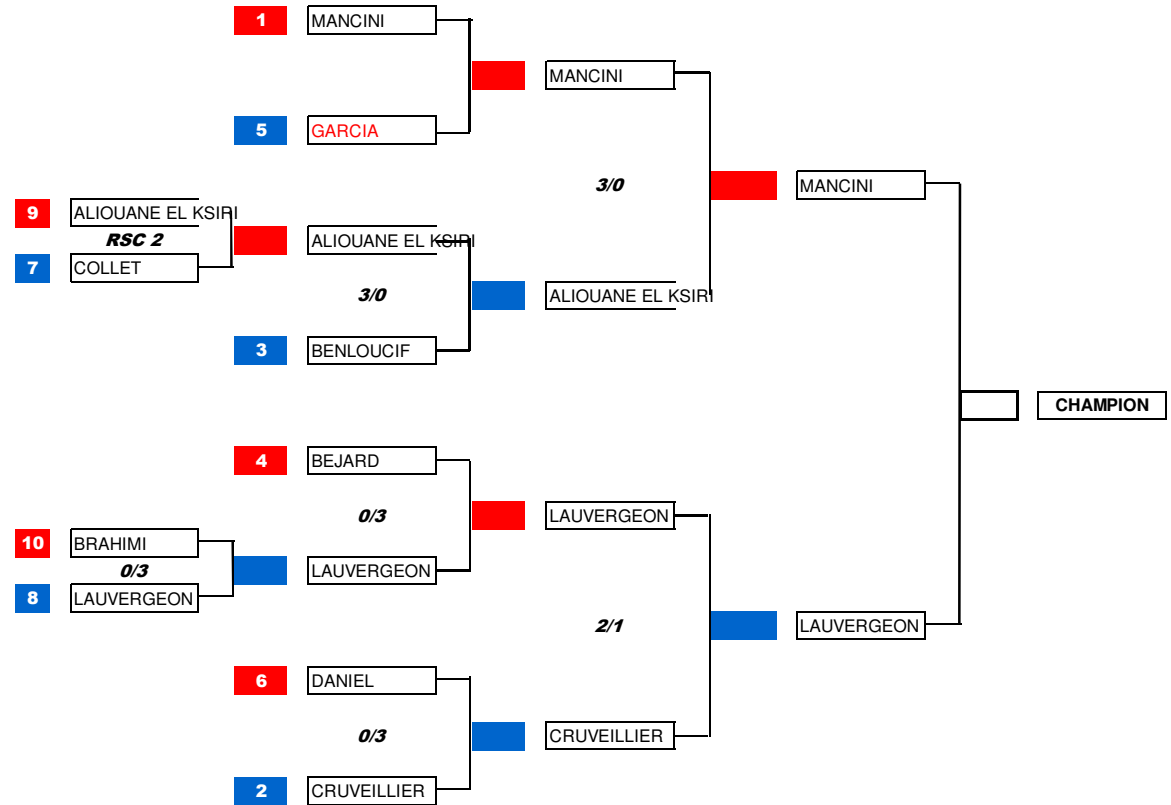 1 MANCINI
MANCINI
5 GARCIA
3/0
MANCINI
9 ALIOUANE EL KSIRI
RSC 2
ALIOUANE EL KSIRI
7 COLLET
3/0
ALIOUANE EL KSIRI
3 BENLOUCIF
CHAMPION
4 BEJARD
0/3
LAUVERGEON
10 BRAHIMI
0/3
LAUVERGEON
8 LAUVERGEON
2/1
LAUVERGEON
6 DANIEL
0/3
CRUVEILLIER
2 CRUVEILLIER